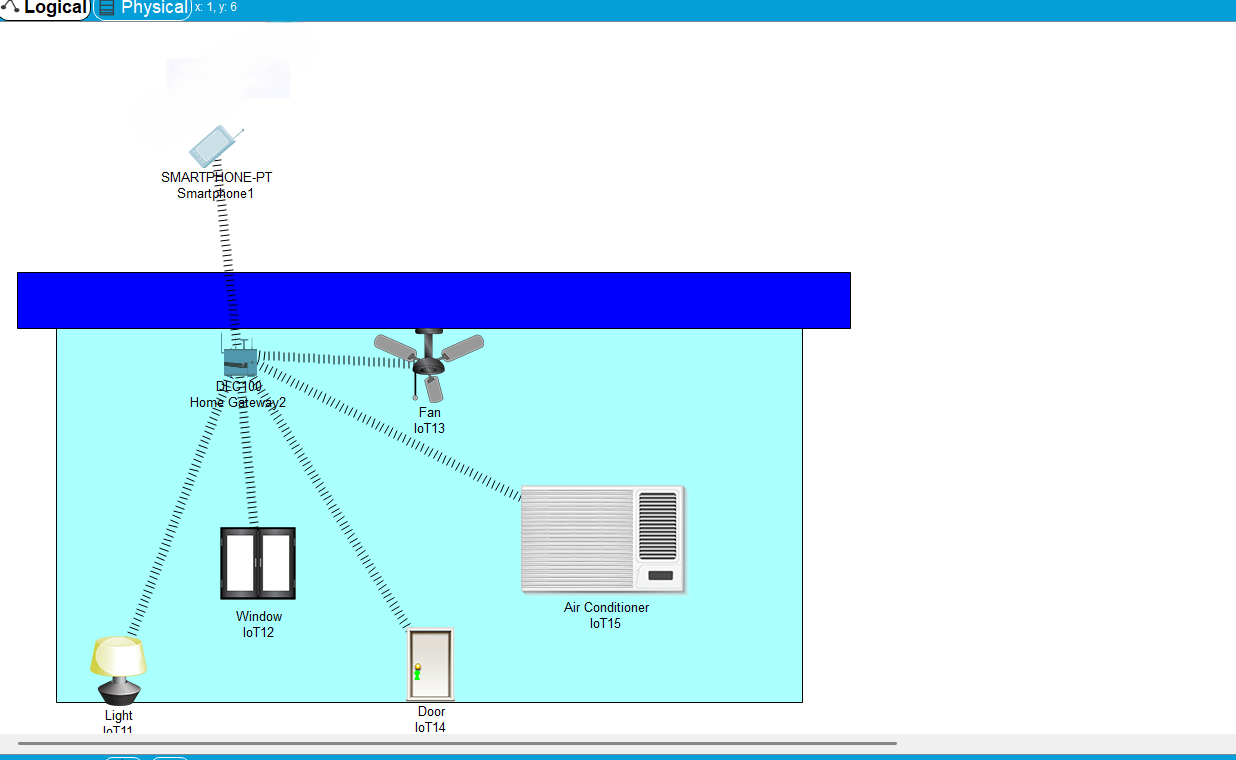 Logical
Physical
x: 1, y: 6
SMARTPHONE-PT
Smartphone1
DLC100
Home Gateway2
Fan
IoT13
Air Conditioner
IoT15
Window
IoT12
Light
IoT11
Door
IoT14